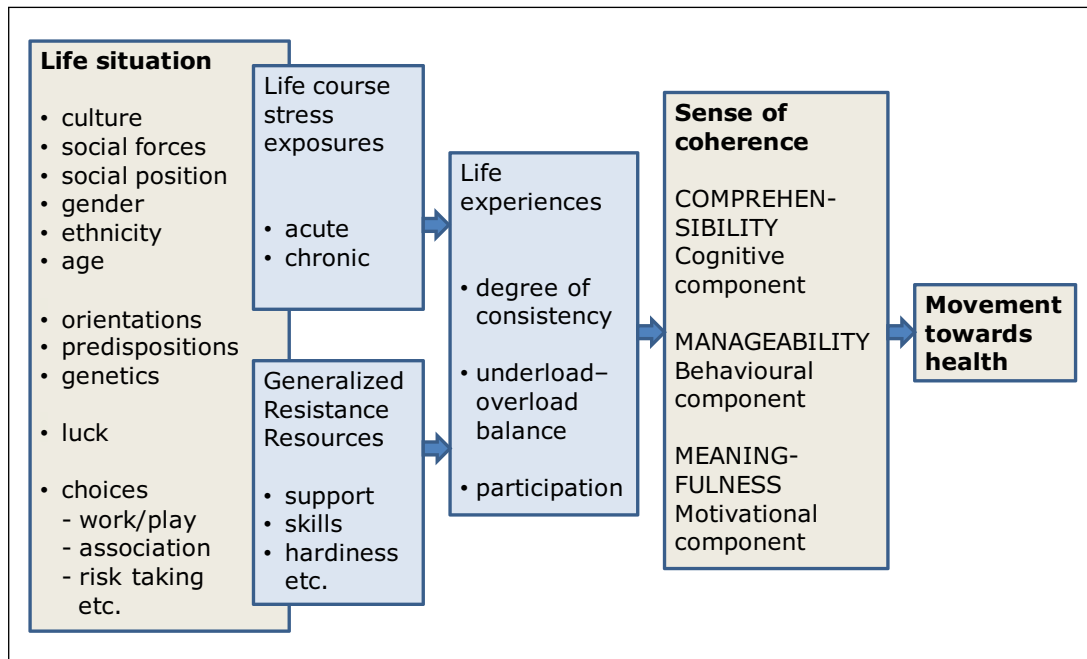 Life situation
• culture
• social forces
• social position
• gender
• ethnicity
• age
• orientations
• predispositions
• genetics
• luck
• choices
- work/play
- association
- risk taking
etc.
Life course
stress
exposures
• acute
• chronic
Generalized
Resistance
Resources
• support
• skills
• hardiness
etc.
Life
experiences
• degree of
consistency
• underload–
overload
balance
• participation
Sense of
coherence
COMPREHEN-
SIBILITY
Cognitive
component
MANAGEABILITY
Behavioural
component
MEANING-
FULNESS
Motivational
component
Movement
towards
health